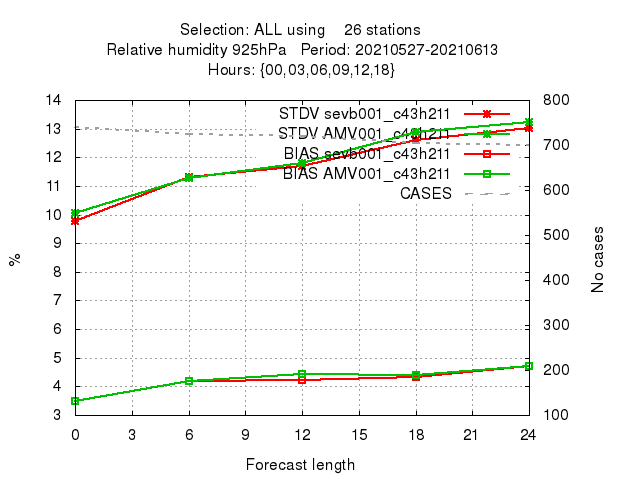 Selection: ALL using 26 stations
Relative humidity 925hPa Period: 20210527-20210613
Hours: {00,03,06,09,12,18}
STDV sevb001_c43h211
STDV AMV001_c43h211
BIAS sevb001_c43h211
BIAS AMV001_c43h211
CASES
14
13
12
11
10
9
8
7
6
5
4
3
%
800
700
600
500
400
300
200
100
No cases
0 3 6 9 12 15 18 21 24
Forecast length